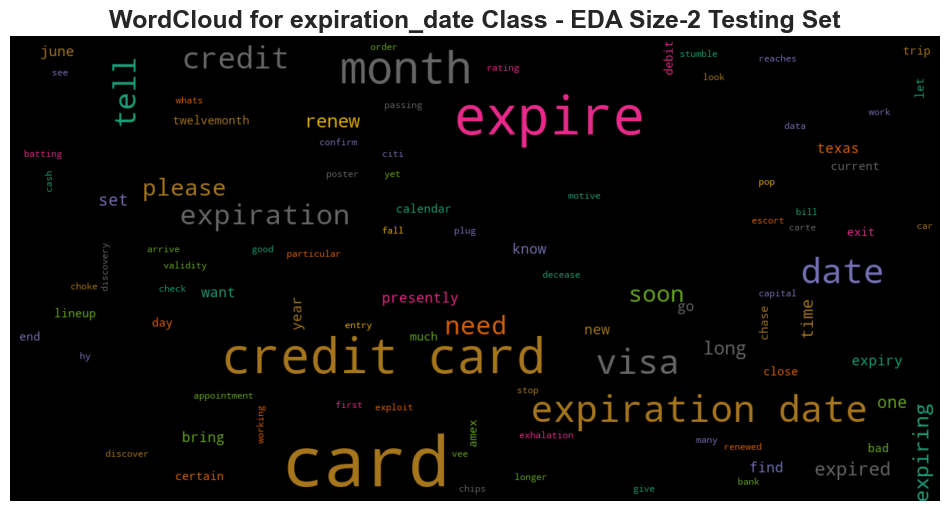 WordCloud for expiration_date Class - EDA Size-2 Testing Set
june
see
tell
credit
order
month
rating
debit
stumble
look
reaches
trip
let
whats
passing
expire
twelvemonth
renew
confirm
citi
data
work
texas
current
batting
cash
set
please
poster
yet
motive
pop
expiration
calendar
fall
plug
escort
bill
carte
exit
car
discovery
arrive
validity
good
particular
know
decease
date
choke
check
want
year
presently
soon
go
capital
chase
time
lineup
day
entry
much
need
new
end
hy
credit card
visa
long
close
expiry
appointment
first
exploit
stop
expiration date
one
bring
working
card
amex
vee
exhalation
many
renewed
bad
expiring
discover
certain
chips
longer
give
find
bank
expired